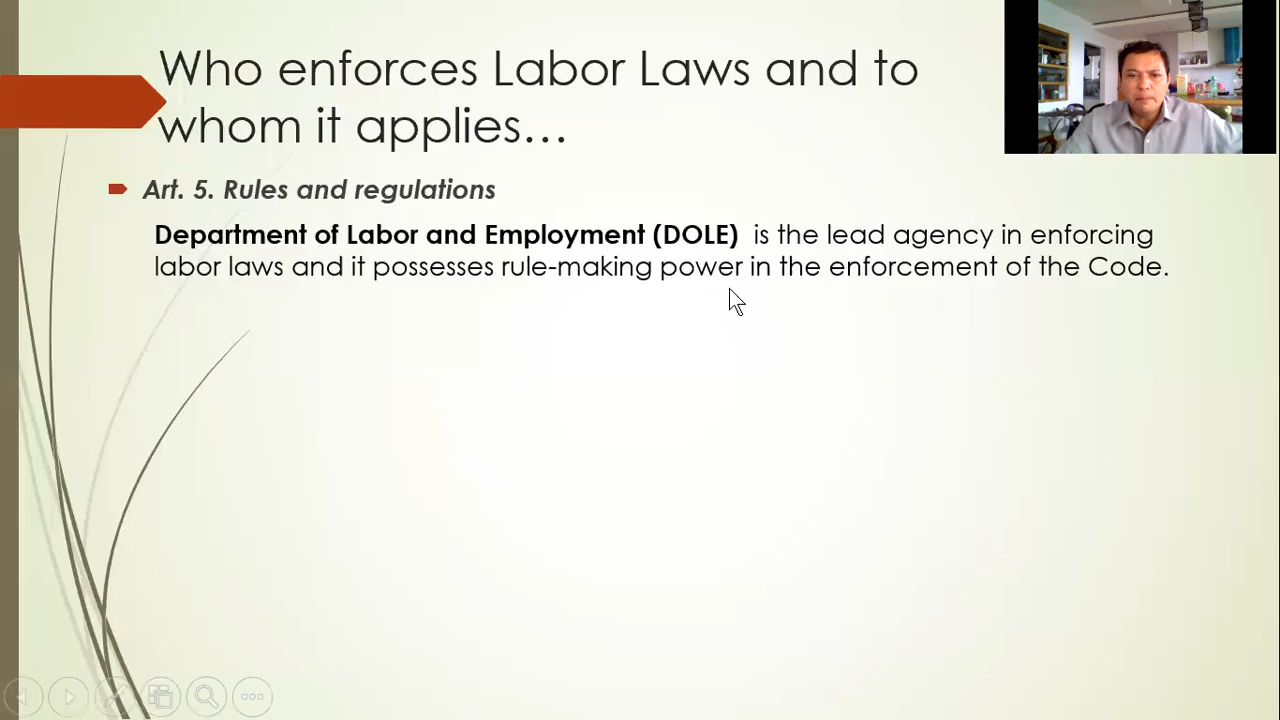 Who enforces Labor Laws and to
whom it applies...
Art. 5. Rules and regulations
Department of Labor and Employment (DOLE) is the lead agency in enforcing
labor laws and it possesses rule-making power in the enforcement of the Code.